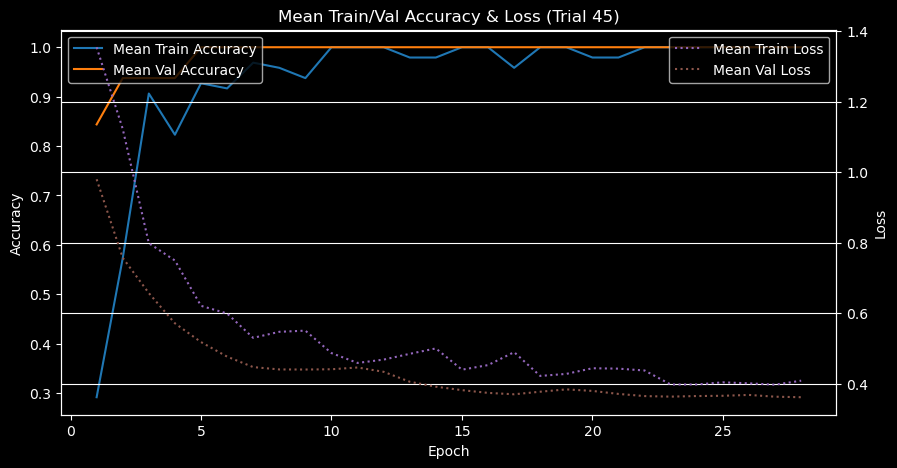 Mean Train/Val Accuracy & Loss (Trial 45)
Mean Train Accuracy
Mean Val Accuracy
Mean Train Loss
Mean Val Loss
Accuracy
1.0
0.9
0.8
0.7
0.6
0.5
0.4
0.3
1.4
1.2
1.0
0.8
0.6
0.4
Loss
0
5
10
15
20
25
Epoch